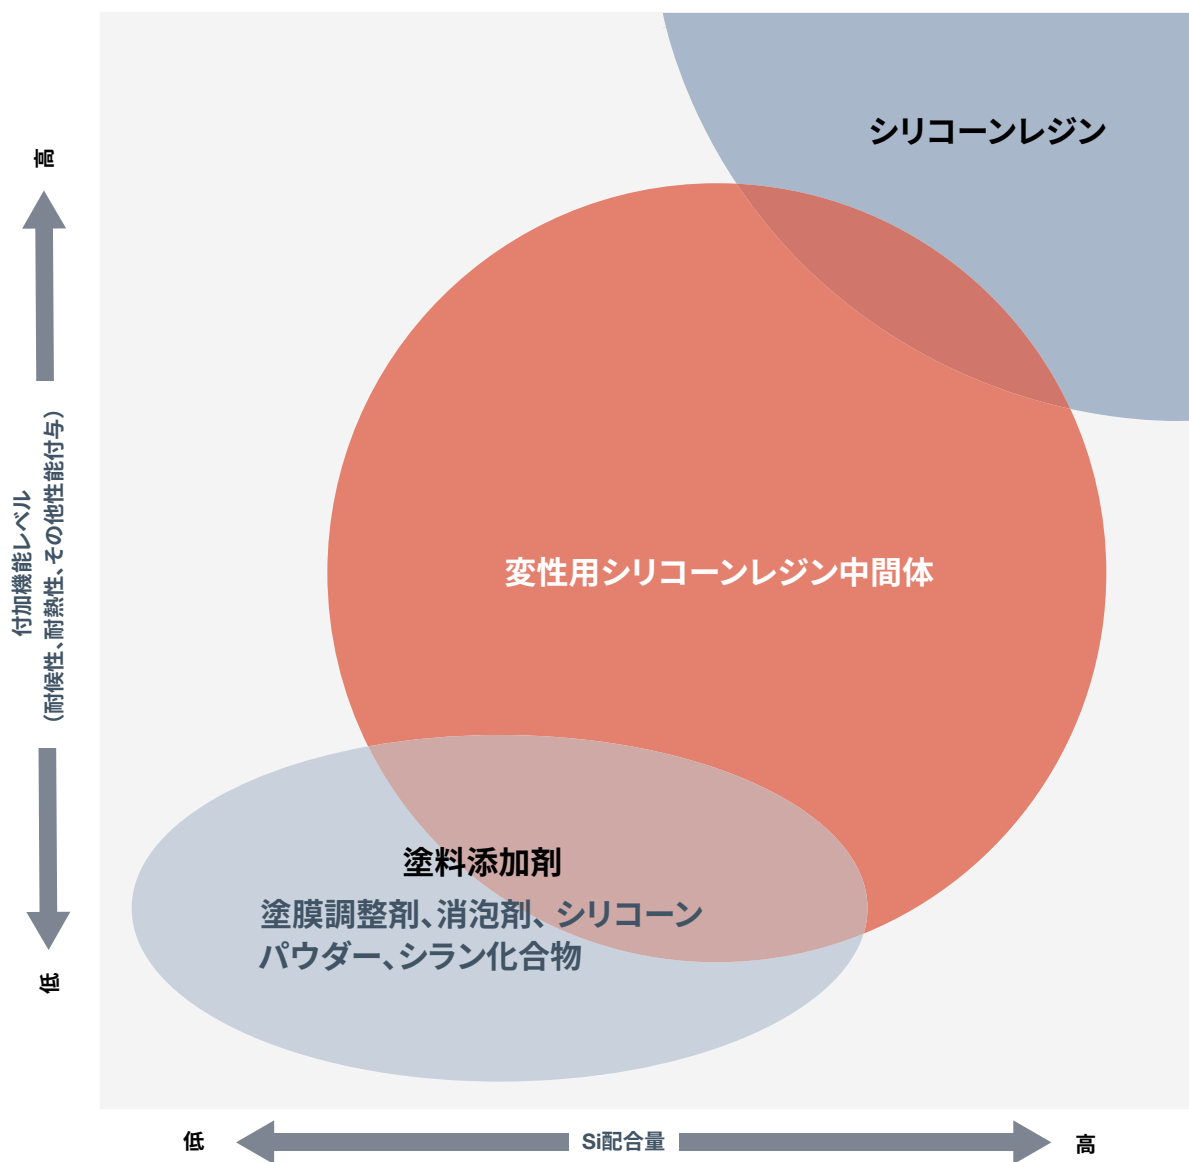 シリコーンレジン
高
付加機能レベル
（耐候性、耐熱性、その他性能付与）
変性用シリコーンレジン中間体
塗料添加剤
塗膜調整剤、消泡剤、シリコーン
パウダー、シラン化合物
低
低
Si配合量
高